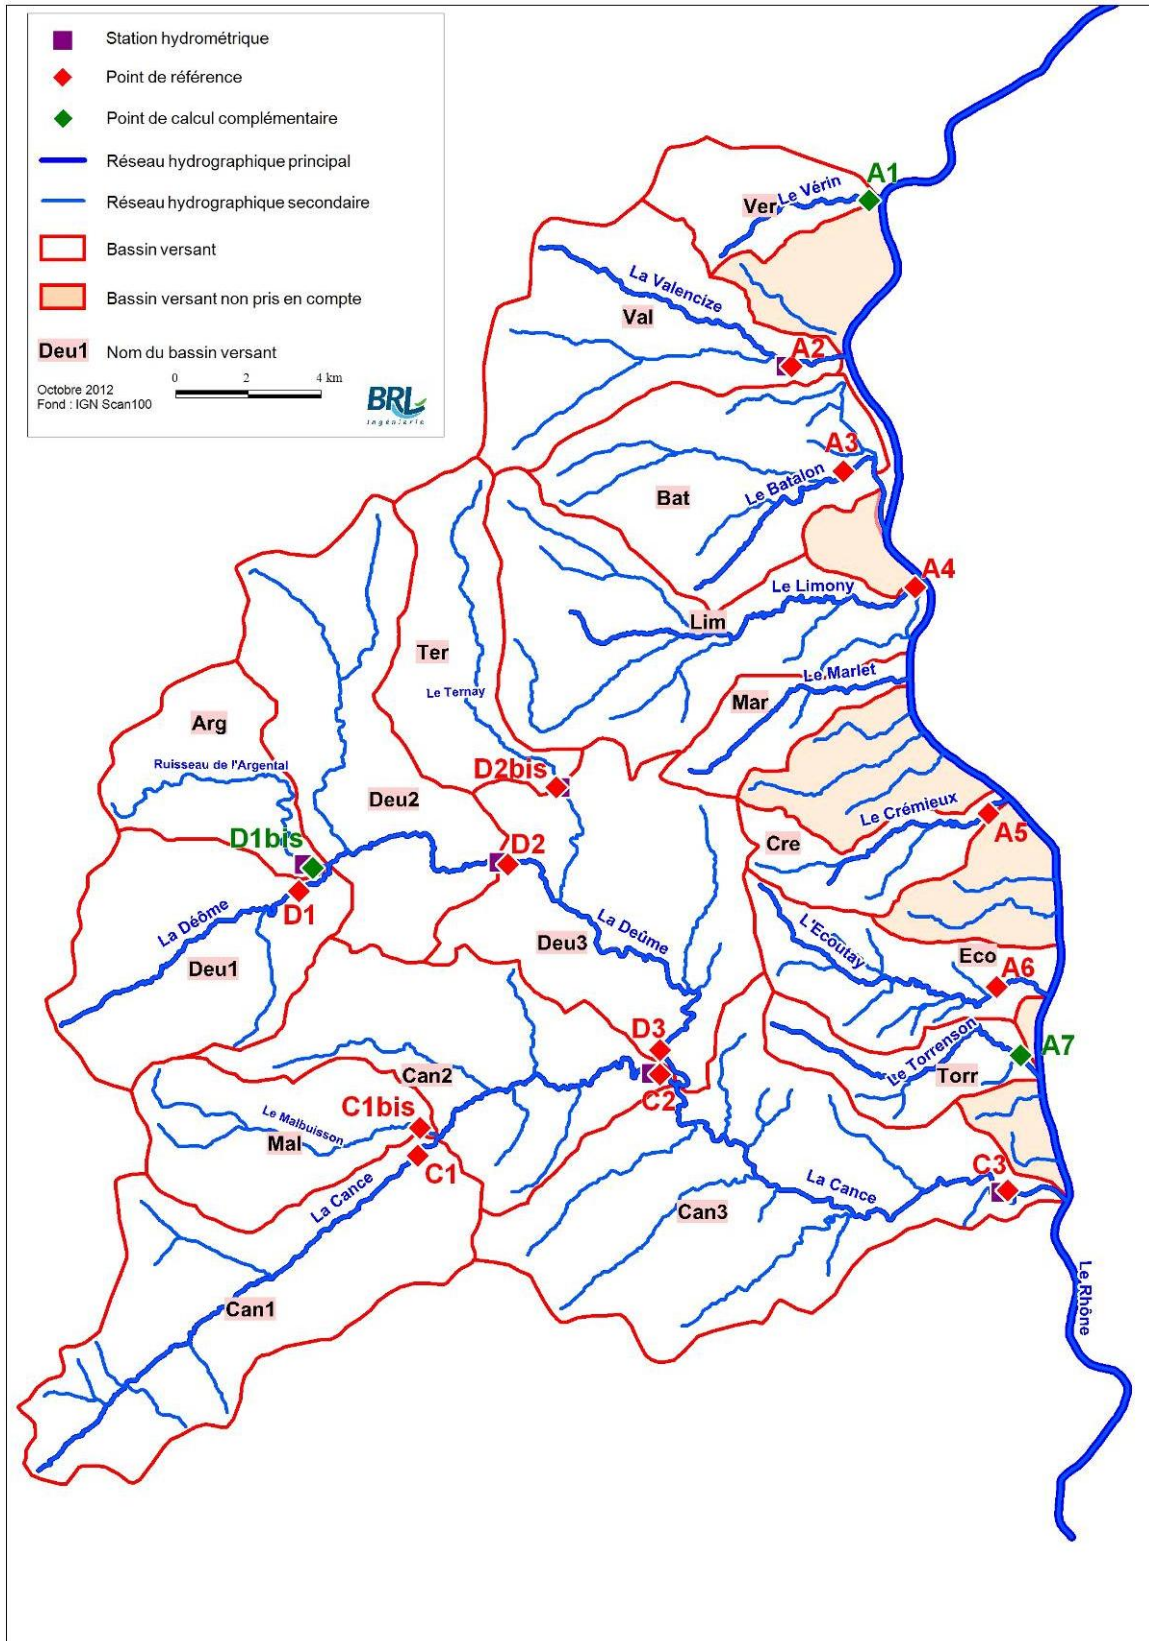 Station hydrométrique
Point de référence
Point de calcul complémentaire
Réseau hydrographique principal
Réseau hydrographique secondaire
Bassin versant
Bassin versant non pris en compte
Deu1 Nom du bassin versant
Octobre 2012
Fond : IGN Scan100
0 2 4 km
BRL
Ingénierie
A1
Le Vérin
Ver
La Valencize
Val
A2
A3
Le Batalon
Bat
A4
Le Limony
Lim
Ter
Le Marlet
Le Ternay
Mar
Arg
Ruisseau de l'Argental
D2bis
Deu2
Le Crémieux
A5
D1bis
D2
Cre
D1
La Déôme
L'Ecoutay
La Deûme
Deu3
Eco
Deu1
A6
D3
A7
Le Torrenson
Can2
Torr
C2
C1bis
Le Malbuisson
Mal
C1
C3
La Cance
La Cance
Can3
Le Rhône
Can1